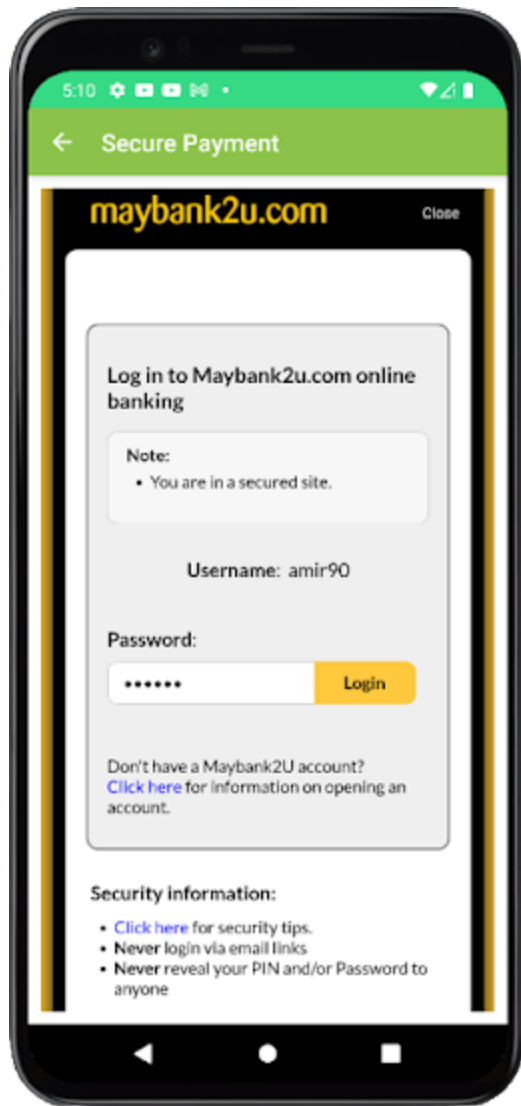 5:10
Secure Payment
maybank2u.com
Close
Log in to Maybank2u.com online
banking
Note:
• You are in a secured site.
Username: amir90
Password:
••••••
Login
Don't have a Maybank2U account?
Click here for information on opening an
account.
Security information:
• Click here for security tips.
• Never login via email links
• Never reveal your PIN and/or Password to
anyone